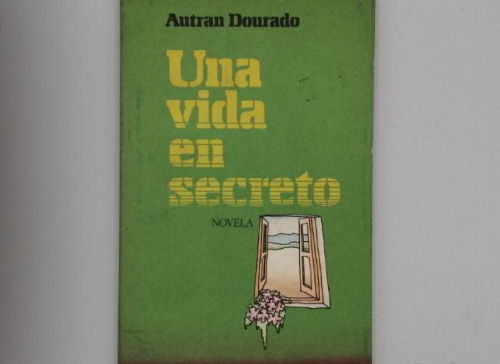 Autran Dourado
Una
vida
en
secreto
NOVELA